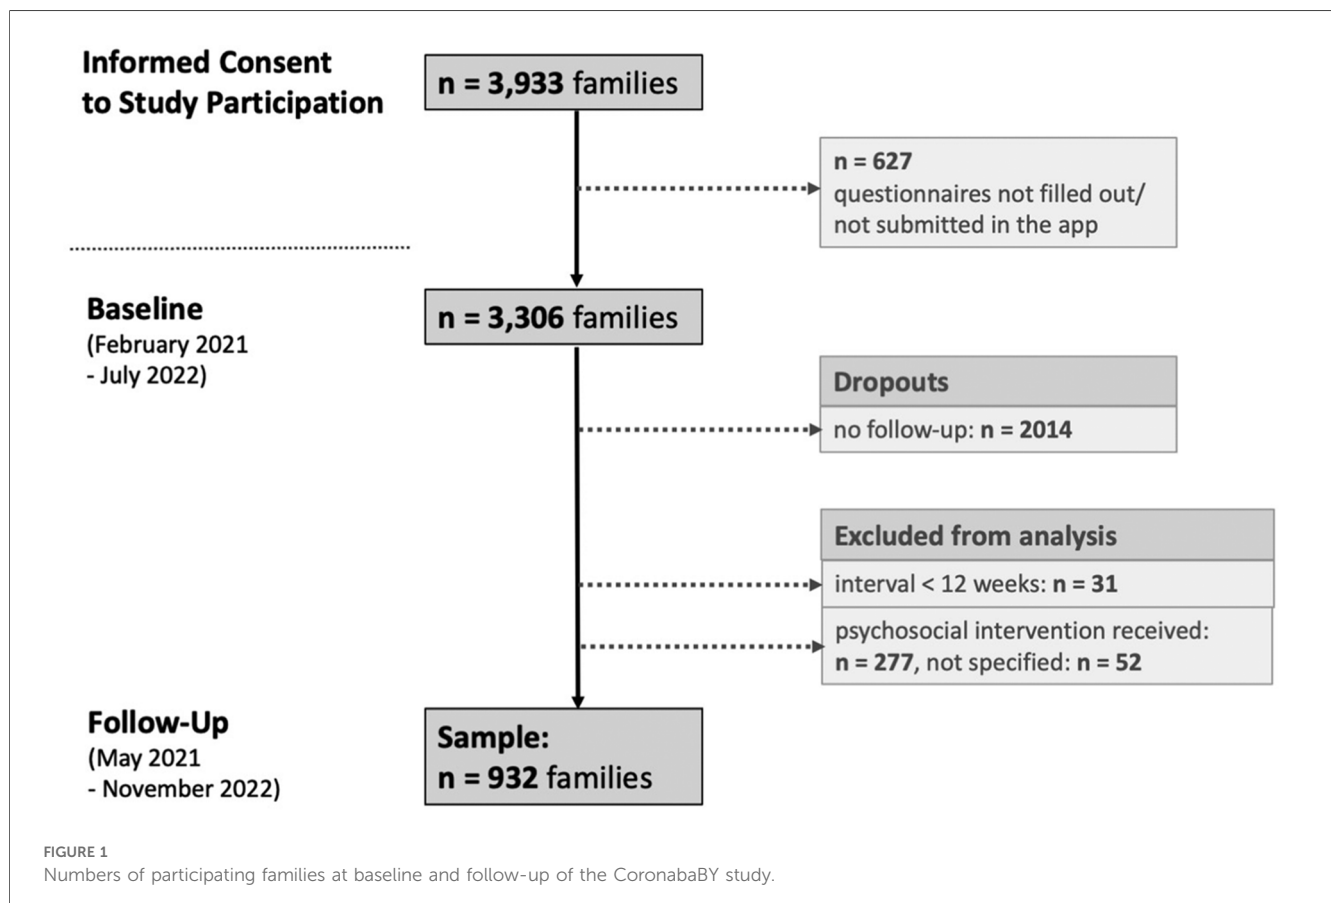 Informed Consent
to Study Participation
n = 3,933 families
n = 627
questionnaires not filled out/
not submitted in the app
Baseline
(February 2021
- July 2022)
n = 3,306 families
Dropouts
no follow-up: n = 2014
Excluded from analysis
interval < 12 weeks: n = 31
psychosocial intervention received:
n = 277, not specified: n = 52
Follow-Up
(May 2021
- November 2022)
Sample:
n = 932 families
FIGURE 1
Numbers of participating families at baseline and follow-up of the CoronabaBY study.